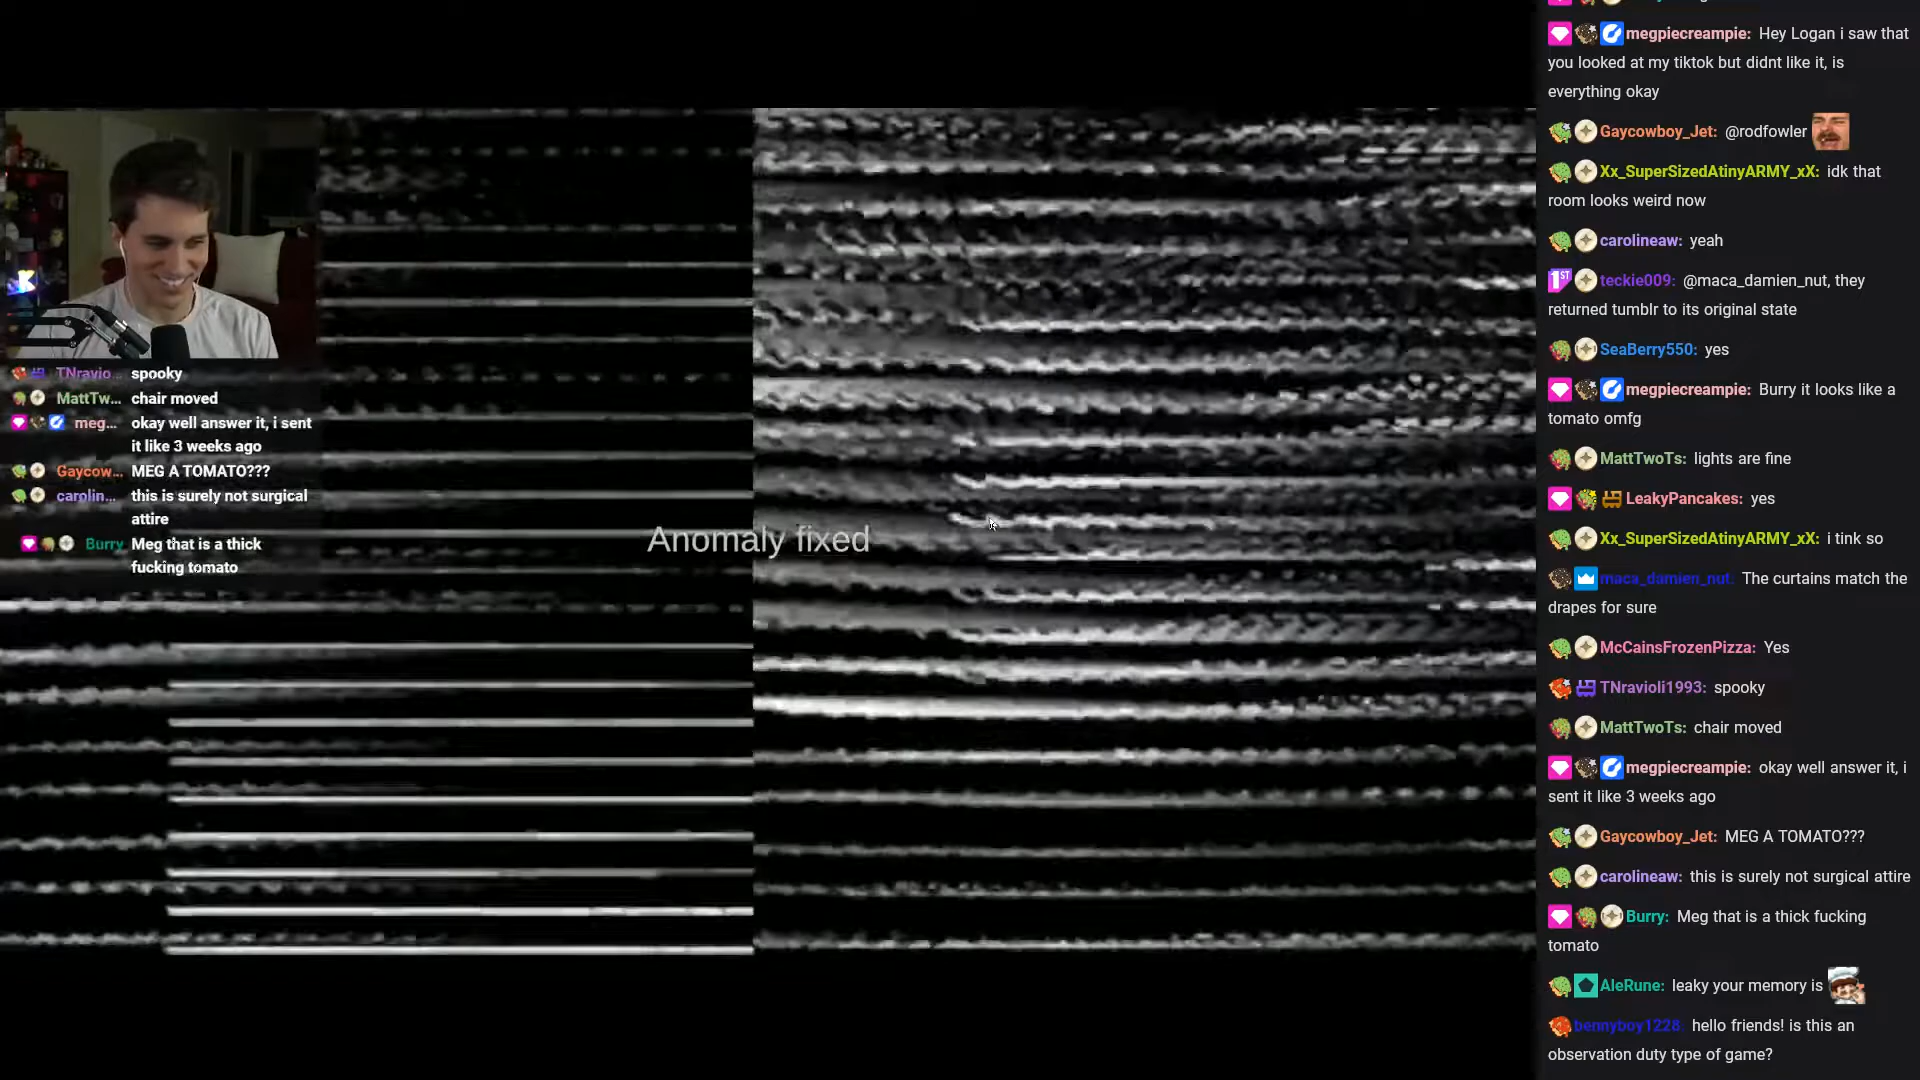 TNravio... spooky
MattTw... chair moved
meg... okay well answer it, i sent
it like 3 weeks ago
Gaycow... MEG A TOMATO???
carolin... this is surely not surgical
attire
Burry Meg that is a thick
fucking tomato
Anomaly fixed
megpiecreampie: Hey Logan i saw that
you looked at my tiktok but didnt like it, is
everything okay
Gaycowboy_Jet: @rodfowler
Xx_SuperSizedAtinyARMY_xX: idk that
room looks weird now
carolineaw: yeah
1ST teckie009: @maca_damien_nut, they
returned tumblr to its original state
SeaBerry550: yes
megpiecreampie: Burry it looks like a
tomato omfg
MattTwoTs: lights are fine
LeakyPancakes: yes
Xx_SuperSizedAtinyARMY_xX: i tink so
maca_damien_nut: The curtains match the
drapes for sure
McCainsFrozenPizza: Yes
TNravioli1993: spooky
MattTwoTs: chair moved
megpiecreampie: okay well answer it, i
sent it like 3 weeks ago
Gaycowboy_Jet: MEG A TOMATO???
carolineaw: this is surely not surgical attire
Burry: Meg that is a thick fucking
tomato
AleRune: leaky your memory is
bennyboy1228: hello friends! is this an
observation duty type of game?